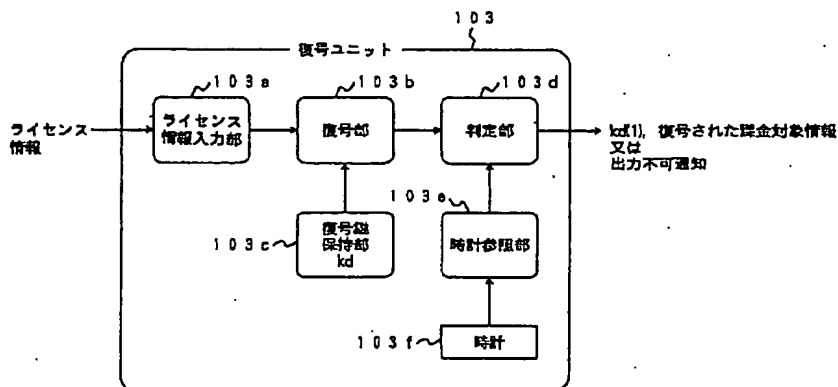 103
復号ユニット
103a
103b
103d
ライセンス
情報
ライセンス
情報入力部
復号部
判定部
kd(1), 復号された課金対象情報
又は
出力不可通知
103e
103c
復号鍵
保持部
kd
時計参照部
103f
時計